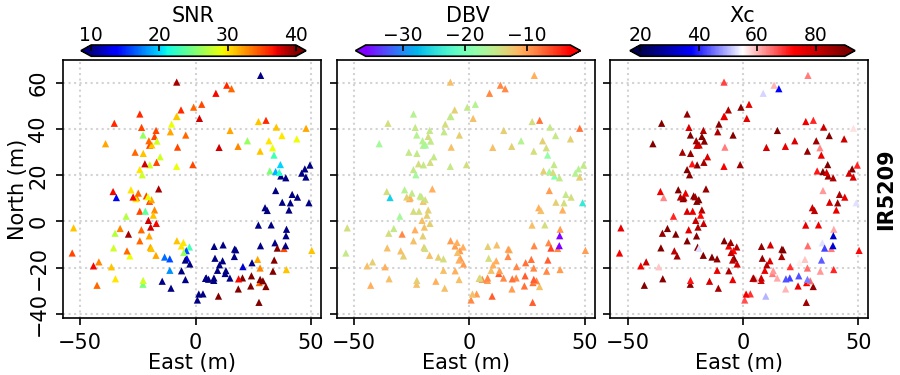 SNR DBV Xc
10 20 30 40 −30 −20 −10 20 40 60 80
60
40
20
0
−20
−40
North (m)
−50 0 50 −50 0 50 −50 0 50
East (m) East (m) East (m)
IR5209